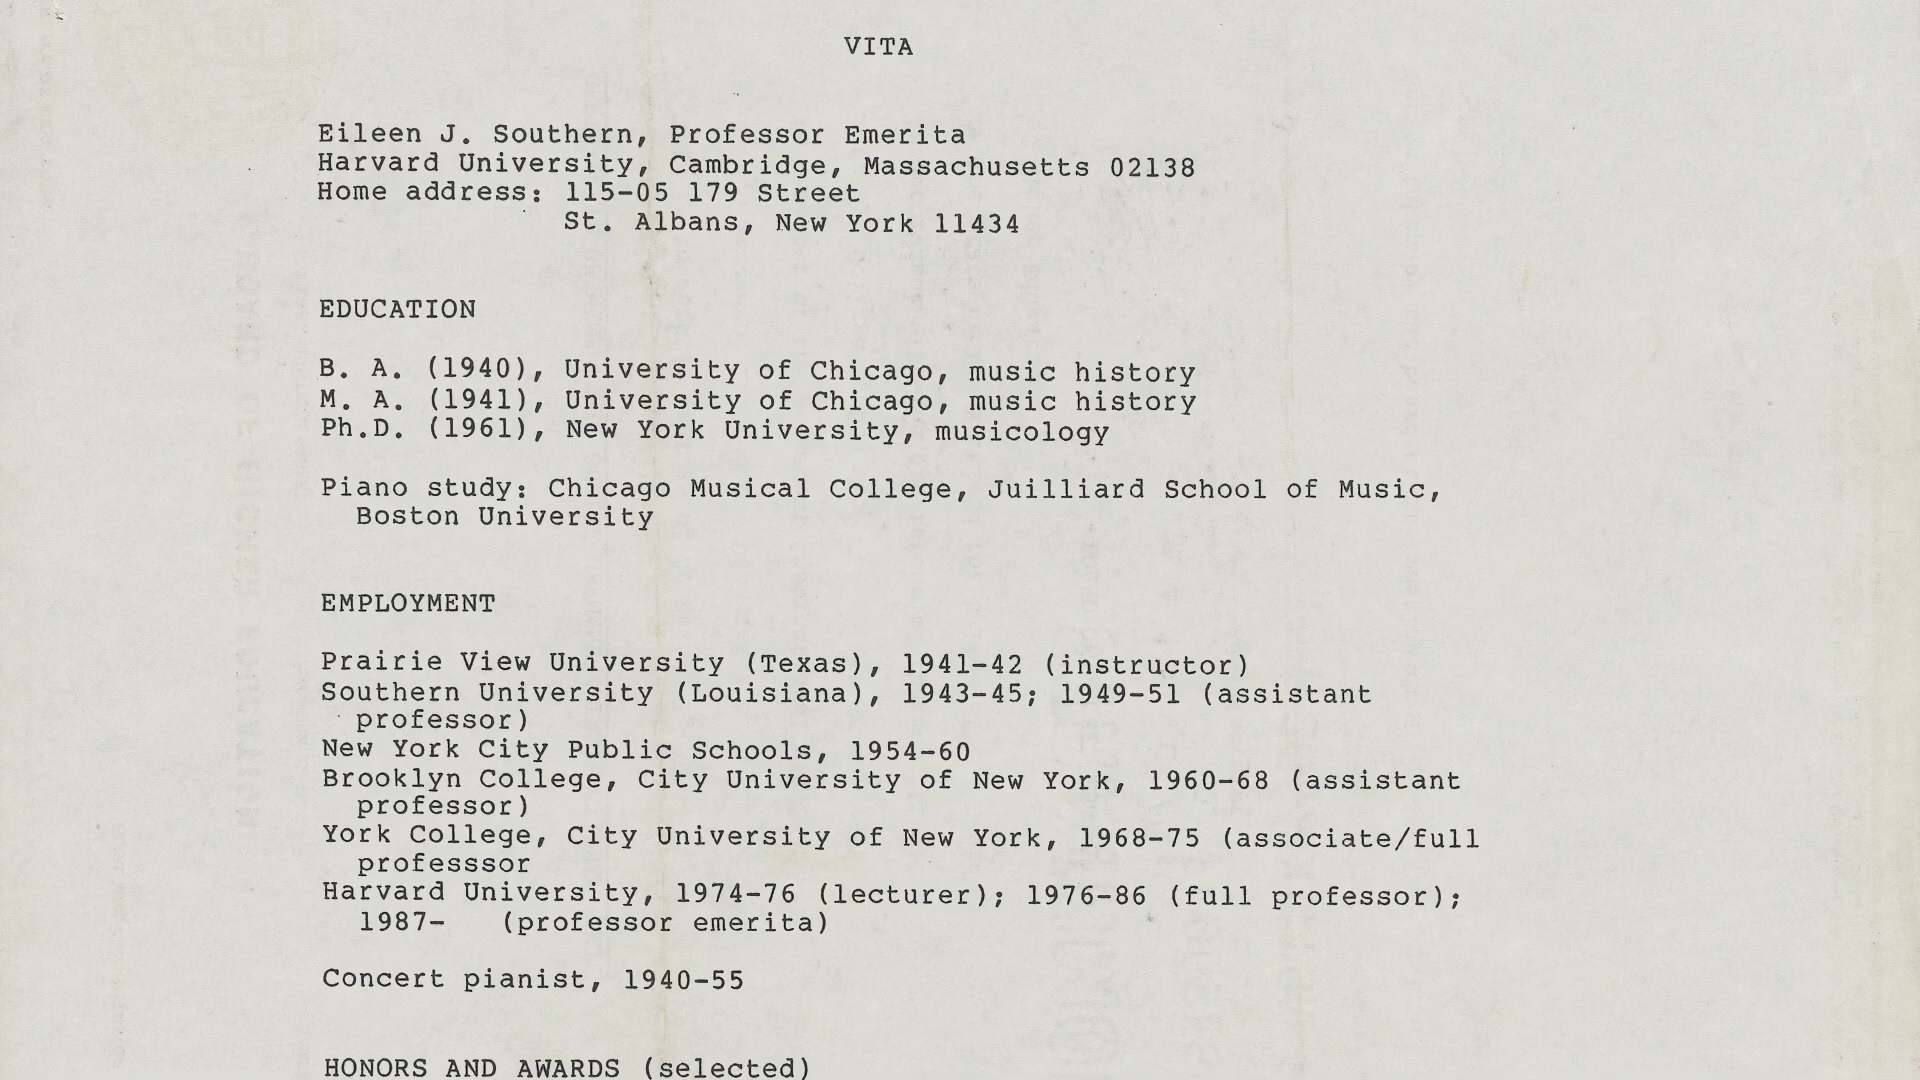 VITA
Eileen J. Southern, Professor Emerita
Harvard University, Cambridge, Massachusetts 02138
Home address: 115-05 179 Street
St. Albans, New York 11434
EDUCATION
B. A. (1940), University of Chicago, music history
M. A. (1941), University of Chicago, music history
Ph.D. (1961), New York University, musicology
Piano study: Chicago Musical College, Juilliard School of Music,
Boston University
EMPLOYMENT
Prairie View University (Texas), 1941-42 (instructor)
Southern University (Louisiana), 1943-45; 1949-51 (assistant
professor)
New York City Public Schools, 1954-60
Brooklyn College, City University of New York, 1960-68 (assistant
professor)
York College, City University of New York, 1968-75 (associate/full
professsor
Harvard University, 1974-76 (lecturer); 1976-86 (full professor);
1987- (professor emerita)
Concert pianist, 1940-55
HONORS AND AWARDS (selected)